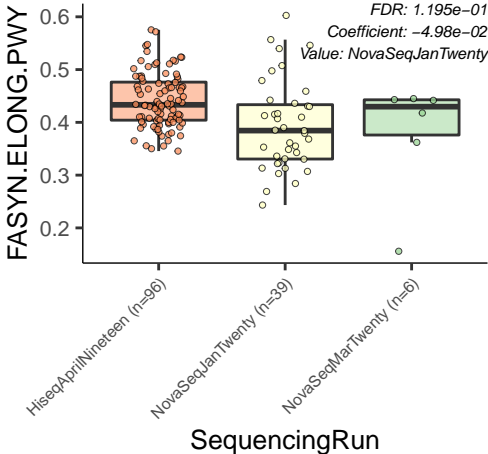 FDR: 1.195e−01
Coefficient: −4.98e−02
Value: NovaSeqJanTwenty
FASYN.ELONG.PWY
0.6
0.5
0.4
0.3
0.2
HiseqAprilNineteen (n=96)
NovaSeqJanTwenty (n=39)
NovaSeqMarTwenty (n=6)
SequencingRun